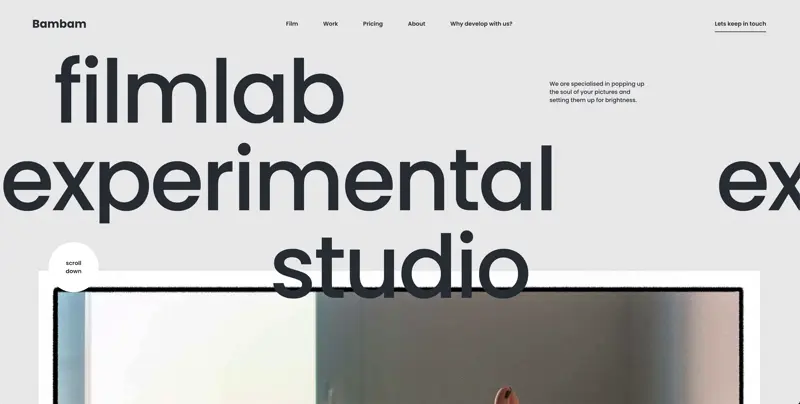 Bambam
Film Work Pricing About Why develop with us? Lets keep in touch
filmlab
We are specialised in popping up
the soul of your pictures and
setting them up for brightness.
experimental ex
scroll
down
studio